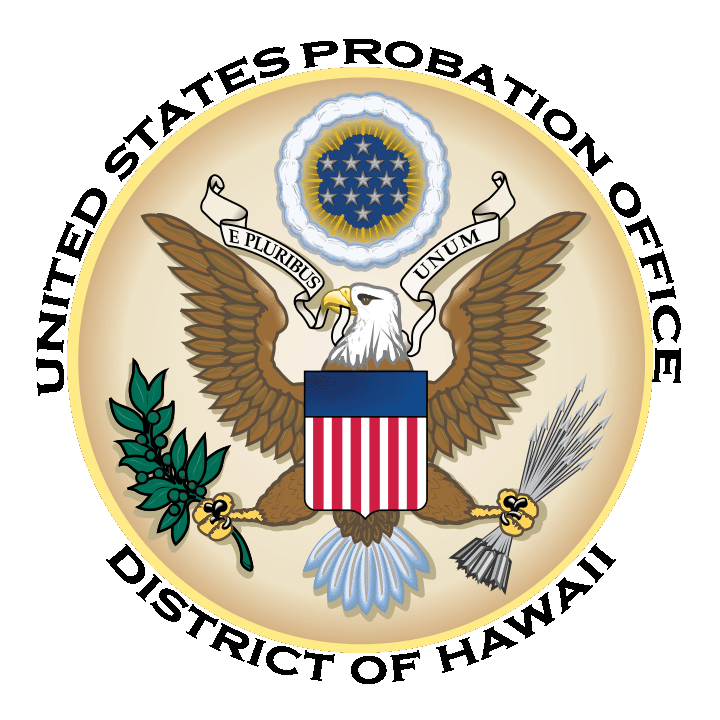 UNITED STATES PROBATION OFFICE
E PLURIBUS
UNUM
DISTRICT OF HAWAII